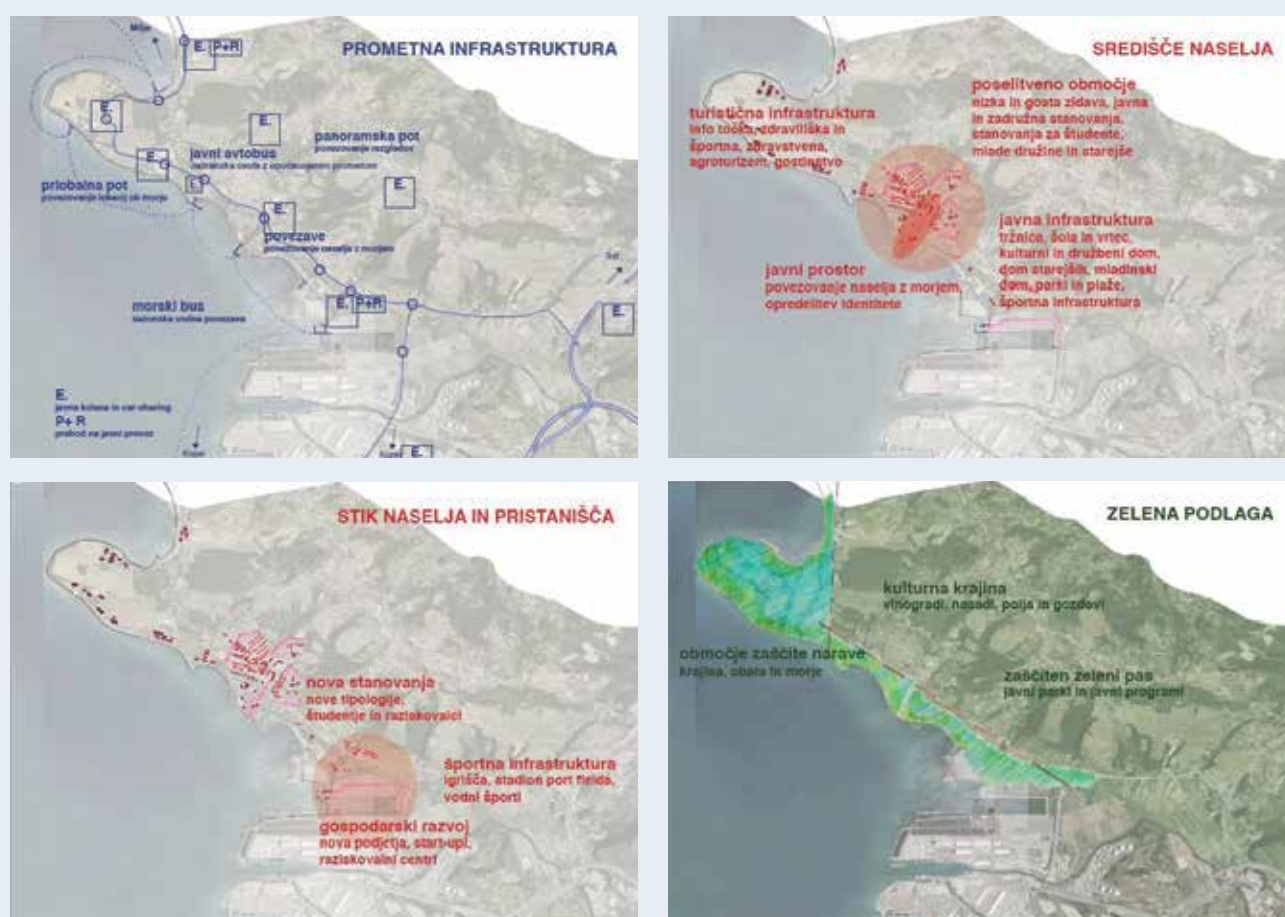 PROMETNA INFRASTRUKTURA
Milje
E. P+R
E.
E.
panoramska pot
povezovanje razgledov
javni avtobus
E.
E.
priobalna pot
povezovanje lokacij ob morju
E.
povezave
povezovanje naselja z morjem
morski bus
E. P+R
E.
E.
javna kolesa in car-sharing
P+ R
prehod na javni prevoz
Koper
E.
SREDIŠČE NASELJA
poselitveno območje
nizka in gosta zidava, javna
in zadružna stanovanja,
stanovanja za študente,
mlade družine in starejše
turistična infrastruktura
info točka, zdraviliška in
športna, zdravstvena,
agroturizem, gostinstvo
javna infrastruktura
tržnica, šola in vrtec,
kulturni in družbeni dom,
dom starejših, mladinski
dom, parki in plaže,
športna infrastruktura
javni prostor
povezovanje naselja z morjem,
opredelitev identitete
STIK NASELJA IN PRISTANIŠČA
nova stanovanja
nove tipologije,
študentje in raziskovalci
športna infrastruktura
igrišča, stadion port fields,
vodni športi
gospodarski razvoj
nova podjetja, start-upi,
raziskovalni centri
ZELENA PODLAGA
kulturna krajina
vinogradi, nasadi, polja in gozdovi
območje zaščite narave
krajina, obala in morje
zaščiten zeleni pas
javni parki in javni programi